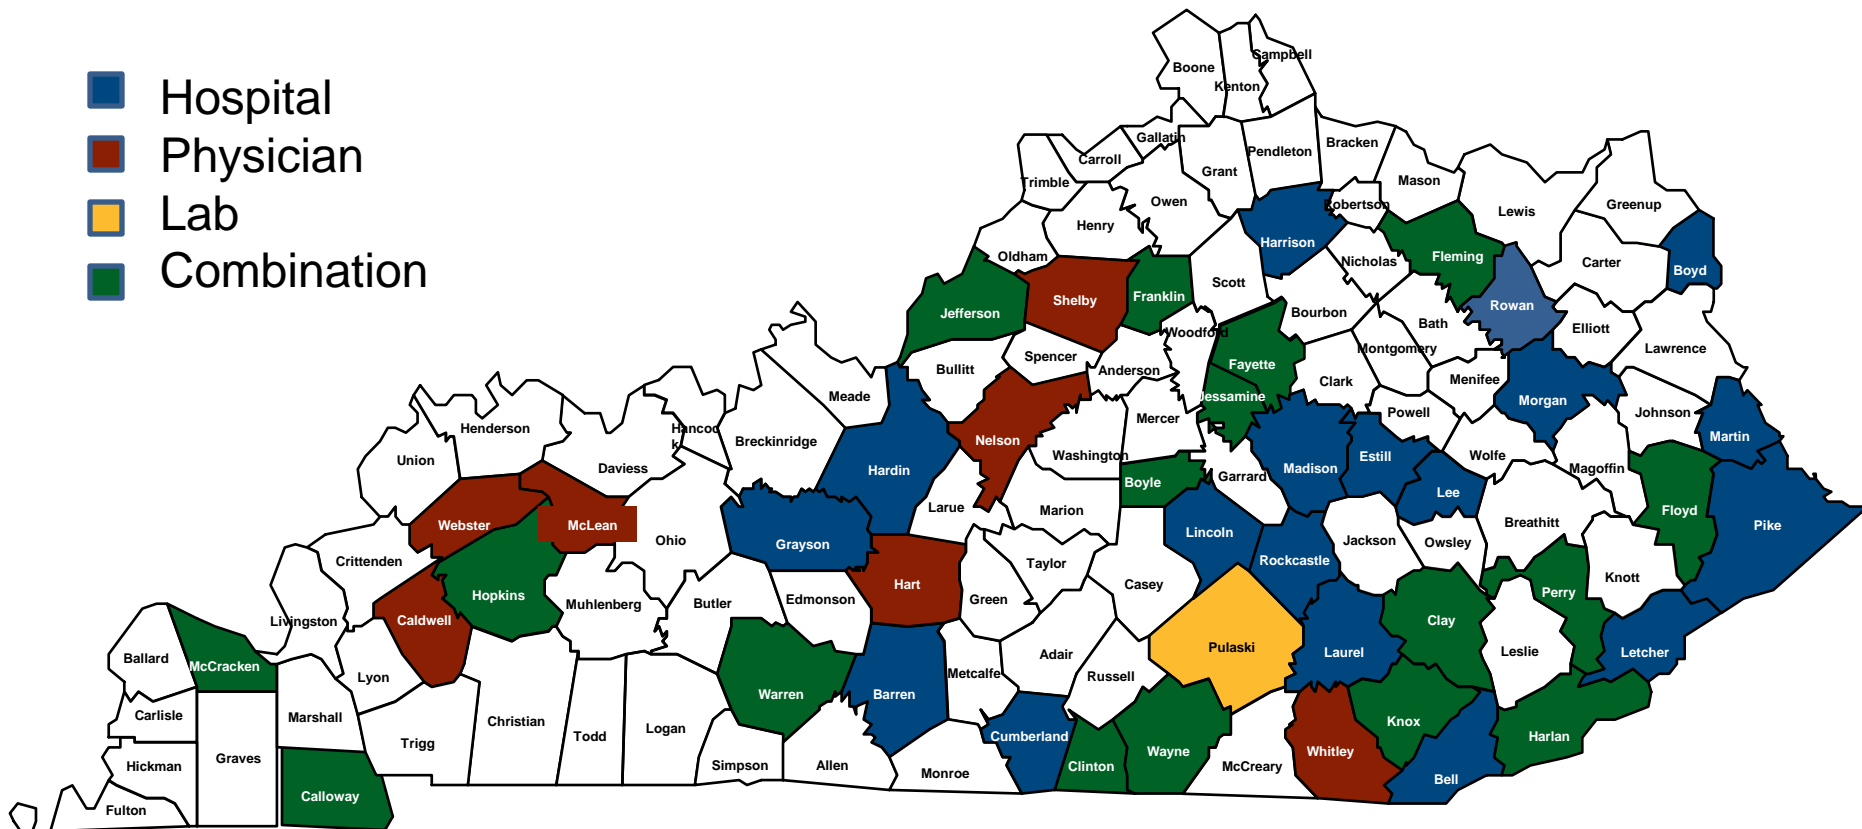 Hospital
Physician
Lab
Combination
Boone
Kenton
Campbell
Gallatin
Carroll
Trimble
Grant
Pendleton
Bracken
Mason
Robertson
Lewis
Greenup
Owen
Henry
Oldham
Harrison
Nicholas
Fleming
Carter
Boyd
Rowan
Jefferson
Shelby
Franklin
Scott
Woodford
Bourbon
Bath
Elliott
Lawrence
Montgomery
Bullitt
Spencer
Anderson
Fayette
Jessamine
Clark
Menifee
Morgan
Powell
Johnson
Martin
Meade
Henderson
Hancoc
k
Breckinridge
Union
Daviess
Hardin
Nelson
Washington
Mercer
Boyle
Garrard
Madison
Estill
Wolfe
Magoffin
Lee
Floyd
Pike
Webster
McLean
Ohio
Grayson
Larue
Marion
Lincoln
Rockcastle
Jackson
Owsley
Breathitt
Knott
Perry
Crittenden
Livingston
Caldwell
Hopkins
Muhlenberg
Butler
Edmonson
Hart
Green
Taylor
Casey
Pulaski
Laurel
Clay
Leslie
Letcher
Ballard
McCracken
Lyon
Warren
Barren
Metcalfe
Adair
Russell
Carlisle
Marshall
Trigg
Christian
Todd
Logan
Simpson
Allen
Monroe
Cumberland
Clinton
Wayne
McCreary
Whitley
Knox
Bell
Harlan
Hickman
Graves
Fulton
Calloway